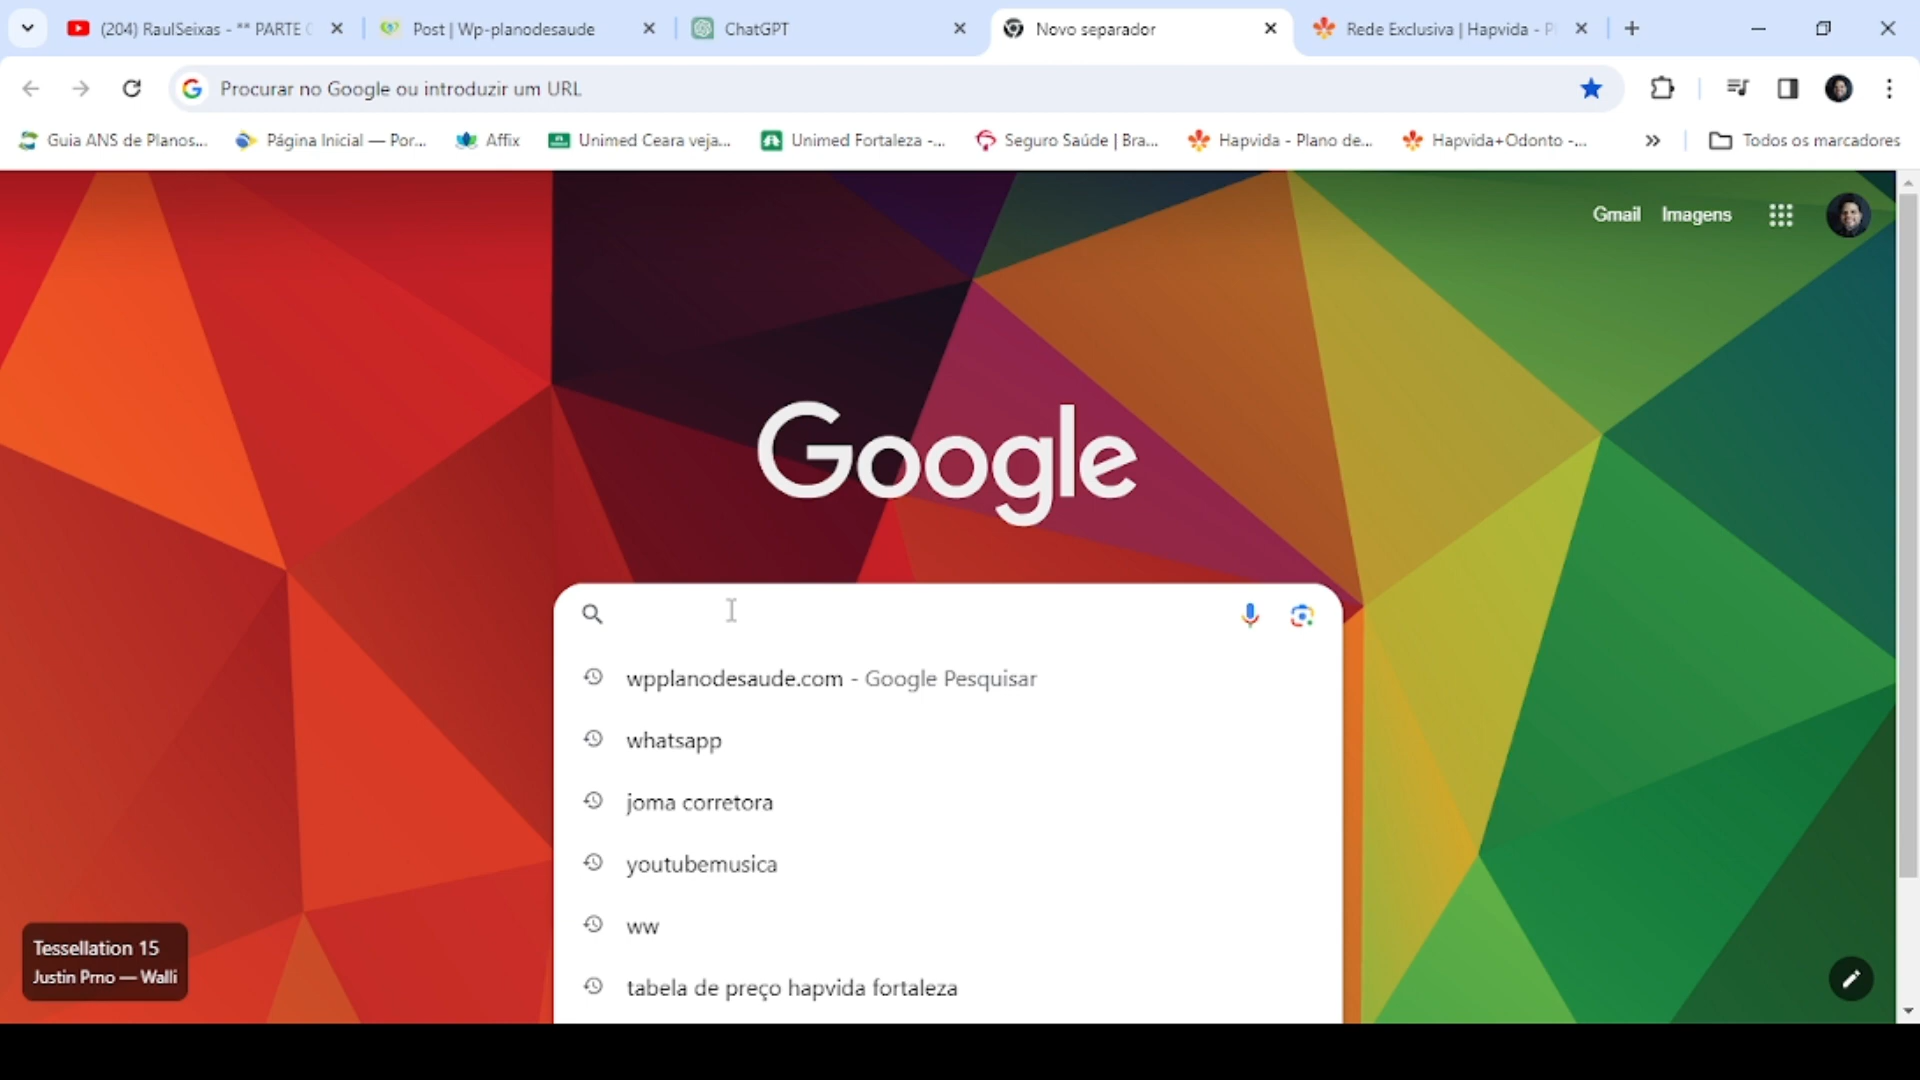 (204) RaulSeixas - ** PARTE
Post | Wp-planodesaude
ChatGPT
Novo separador
Rede Exclusiva | Hapvida - P
Procurar no Google ou introduzir um URL
Guia ANS de Planos...
Página Inicial — Por...
Affix
Unimed Ceara veja...
Unimed Fortaleza -...
Seguro Saúde | Bra...
Hapvida - Plano de...
Hapvida+Odonto -...
Todos os marcadores
Gmail
Imagens
Google
wpplanodesaude.com - Google Pesquisar
whatsapp
joma corretora
youtubemusica
ww
tabela de preço hapvida fortaleza
Tessellation 15
Justin Prno — Walli